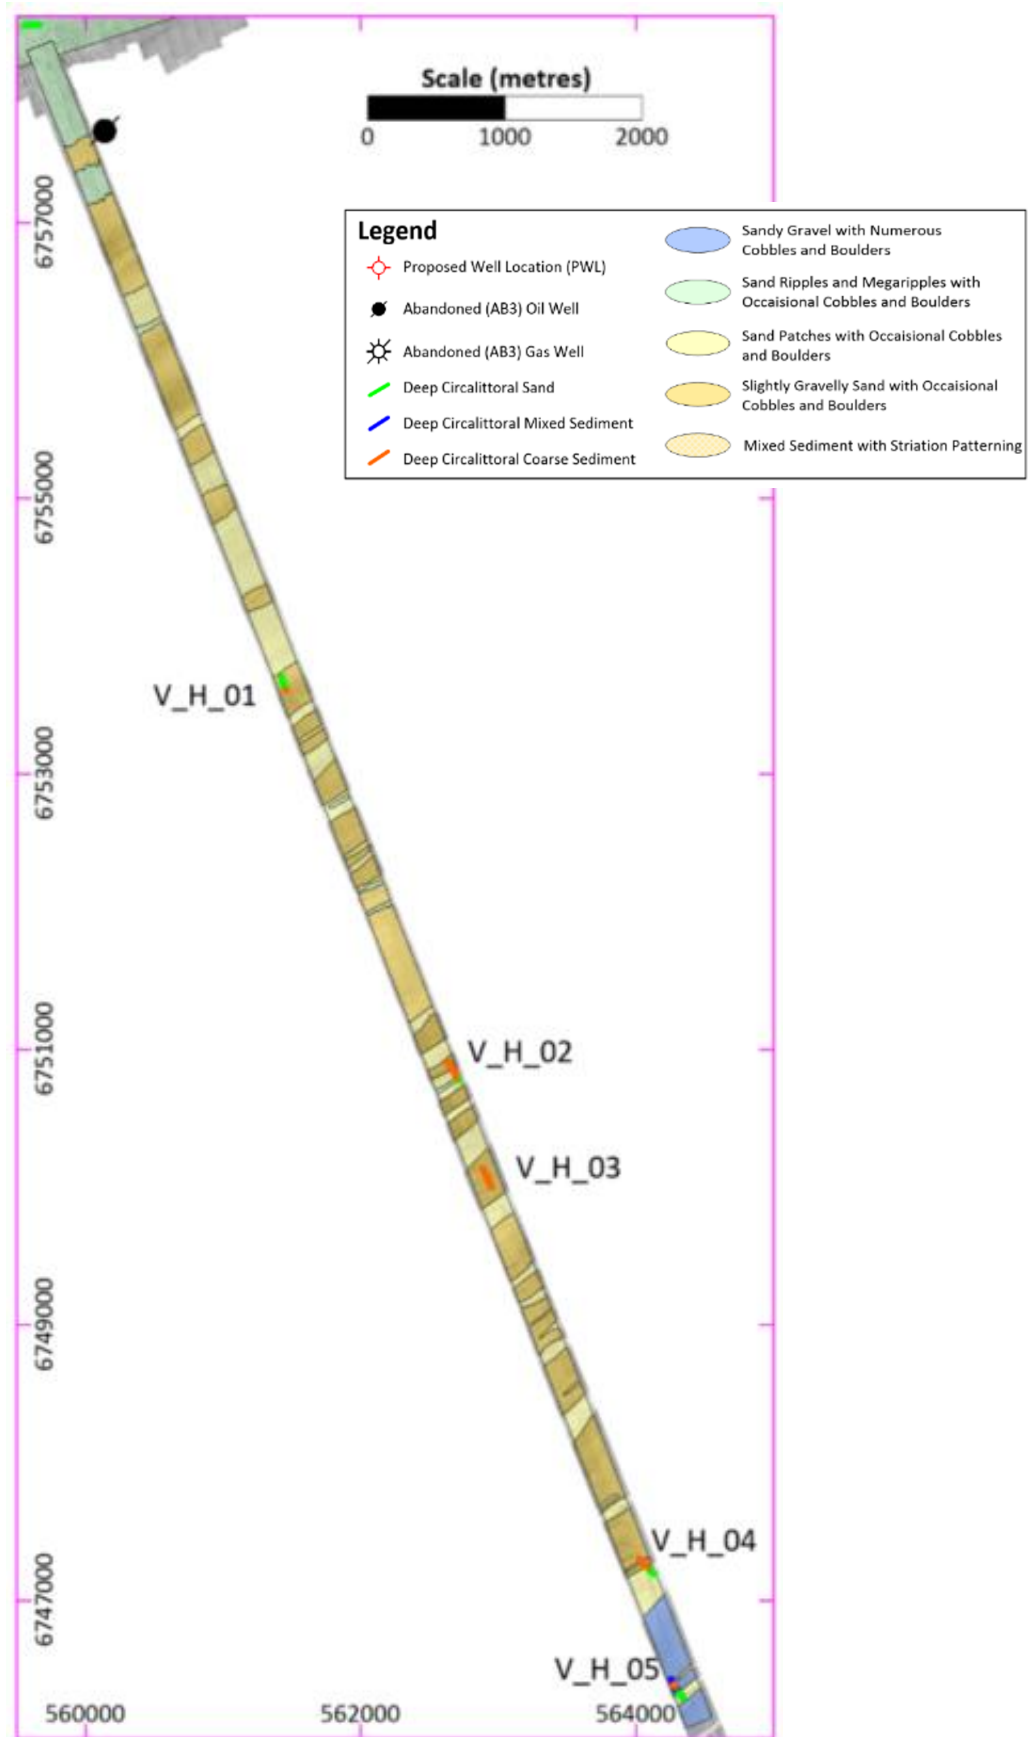 Scale (metres)
0 1000 2000
6757000
Legend
Proposed Well Location (PWL)
Abandoned (AB3) Oil Well
Abandoned (AB3) Gas Well
Deep Circalittoral Sand
Deep Circalittoral Mixed Sediment
Deep Circalittoral Coarse Sediment
Sandy Gravel with Numerous
Cobbles and Boulders
Sand Ripples and Megaripples with
Occaisional Cobbles and Boulders
Sand Patches with Occaisional Cobbles
and Boulders
Slightly Gravelly Sand with Occaisional
Cobbles and Boulders
Mixed Sediment with Striation Patterning
6755000
V_H_01
6753000
6751000
V_H_02
V_H_03
6749000
V_H_04
6747000
V_H_05
560000 562000 564000